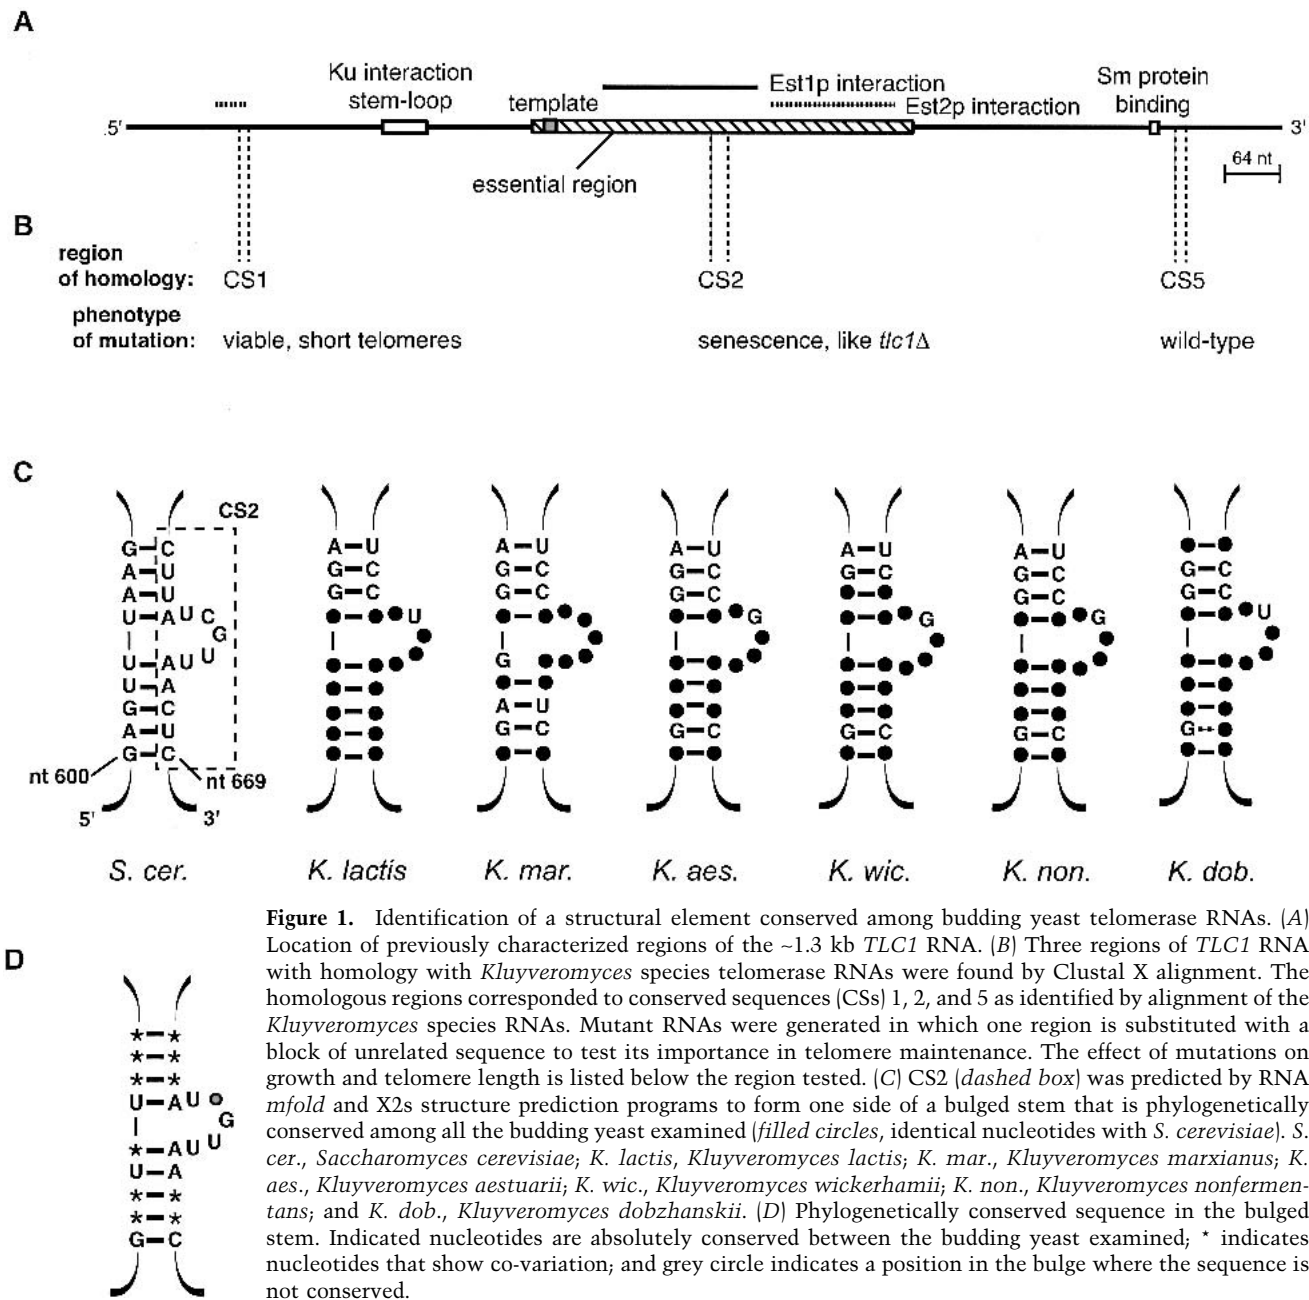 A
Ku interaction
stem-loop
template
Est1p interaction
Est2p interaction
Sm protein
binding
5'
3'
essential region
64 nt
B
region
of homology:
CS1
CS2
CS5
phenotype
of mutation:
viable, short telomeres
senescence, like tlc1Δ
wild-type
C
CS2
G C A U A U A U A U A U
A U G C G C G C G G C G C
A U G C G C G C G C G C
U A U C U G G G U
G
U A U U G
U A
G C A U
A U G C G C G C G C G
G C
nt 600
nt 669
5'
3'
S. cer.
K. lactis
K. mar.
K. aes.
K. wic.
K. non.
K. dob.
D
* *
* *
* *
U A U
G
* A U U
U A
* *
* *
G C
Figure 1. Identification of a structural element conserved among budding yeast telomerase RNAs. (A)
Location of previously characterized regions of the ~1.3 kb TLC1 RNA. (B) Three regions of TLC1 RNA
with homology with Kluyveromyces species telomerase RNAs were found by Clustal X alignment. The
homologous regions corresponded to conserved sequences (CSs) 1, 2, and 5 as identified by alignment of the
Kluyveromyces species RNAs. Mutant RNAs were generated in which one region is substituted with a
block of unrelated sequence to test its importance in telomere maintenance. The effect of mutations on
growth and telomere length is listed below the region tested. (C) CS2 (dashed box) was predicted by RNA
mfold and X2s structure prediction programs to form one side of a bulged stem that is phylogenetically
conserved among all the budding yeast examined (filled circles, identical nucleotides with S. cerevisiae). S.
cer., Saccharomyces cerevisiae; K. lactis, Kluyveromyces lactis; K. mar., Kluyveromyces marxianus; K.
aes., Kluyveromyces aestuarii; K. wic., Kluyveromyces wickerhamii; K. non., Kluyveromyces nonfermen-
tans; and K. dob., Kluyveromyces dobzhanskii. (D) Phylogenetically conserved sequence in the bulged
stem. Indicated nucleotides are absolutely conserved between the budding yeast examined; * indicates
nucleotides that show co-variation; and grey circle indicates a position in the bulge where the sequence is
not conserved.